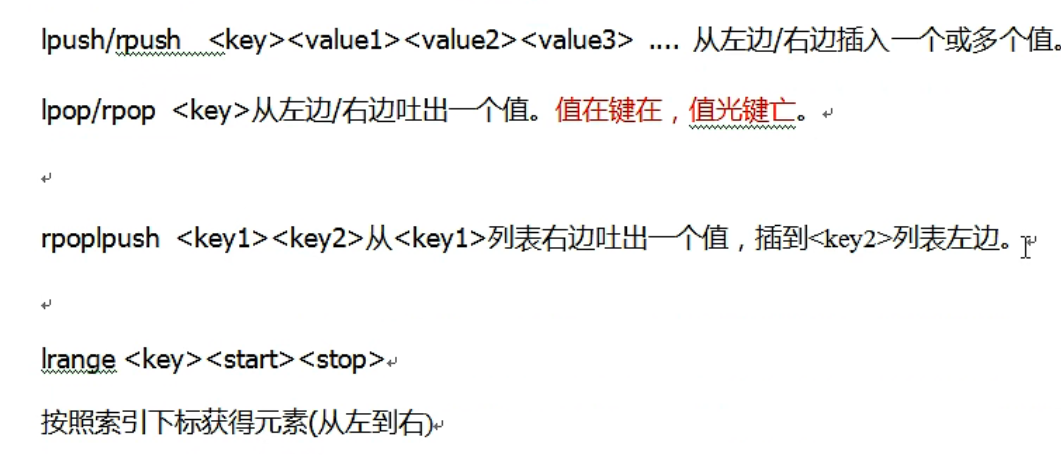 lpush/rpush <key><value1><value2><value3> .... 从左边/右边插入一个或多个值。
lpop/rpop <key>从左边/右边吐出一个值。值在键在，值光键亡。
rpoplpush <key1><key2>从<key1>列表右边吐出一个值，插到<key2>列表左边。
lrange <key><start><stop>
按照索引下标获得元素(从左到右)